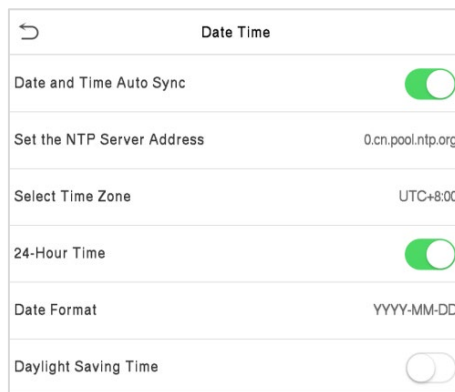 Date Time
Date and Time Auto Sync
Set the NTP Server Address 0.cn.pool.ntp.org
Select Time Zone UTC+8:00
24-Hour Time
Date Format YYYY-MM-DD
Daylight Saving Time